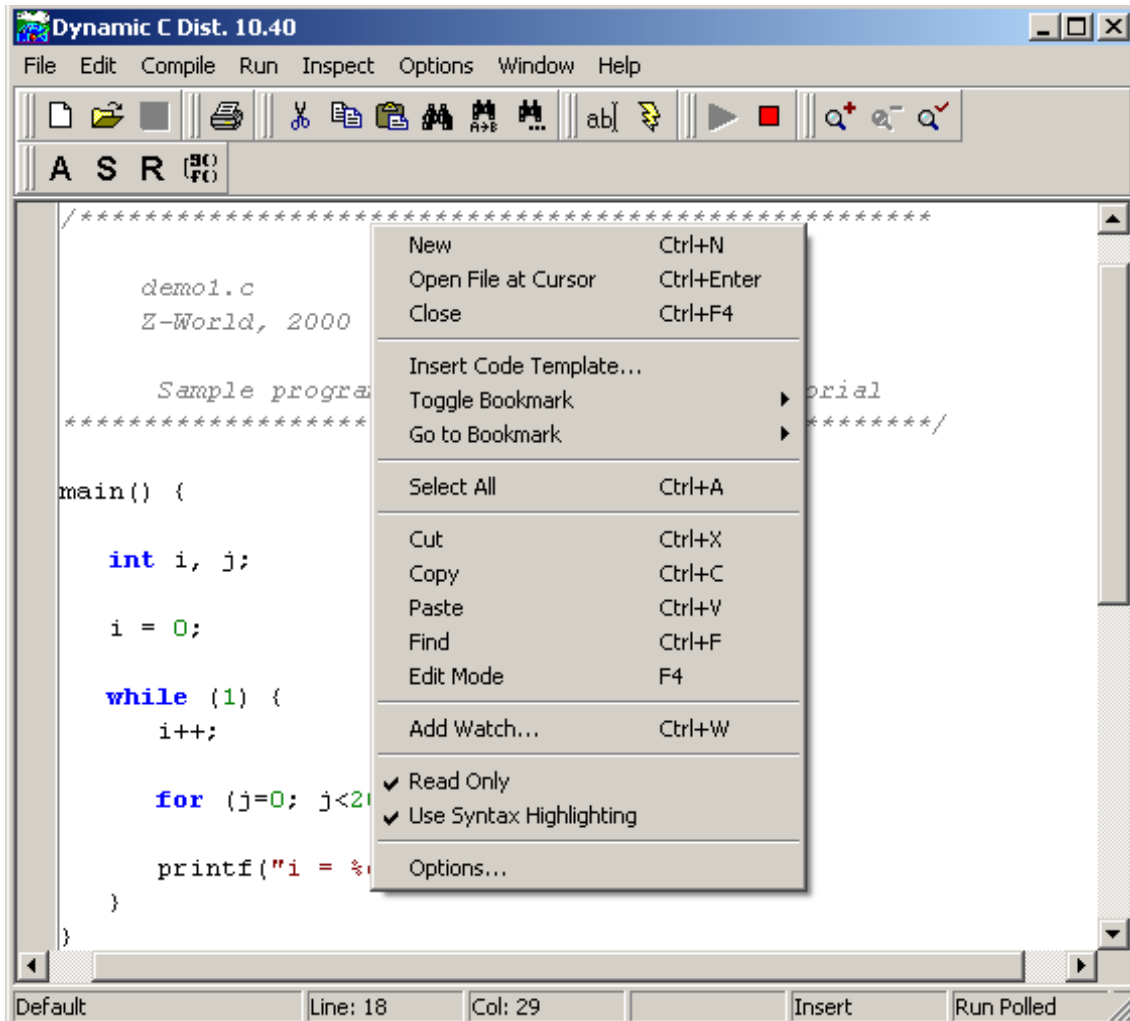 Dynamic C Dist. 10.40
File Edit Compile Run Inspect Options Window Help
A→B ab
A S R g() f()
/*****************************************************
New Ctrl+N
demo1.c Open File at Cursor Ctrl+Enter
Z-World, 2000 Close Ctrl+F4
Insert Code Template...
Sample Toggle Bookmark
Go to Bookmark
*********/
main() { Select All Ctrl+A
Cut Ctrl+X
int i, j; Copy Ctrl+C
Paste Ctrl+V
i = 0; Find Ctrl+F
Edit Mode F4
while (1) {
i++; Add Watch... Ctrl+W
Read Only
for (j=0; Use Syntax Highlighting
printf("i = Options...
}
}
Default Line: 18 Col: 29 Insert Run Polled